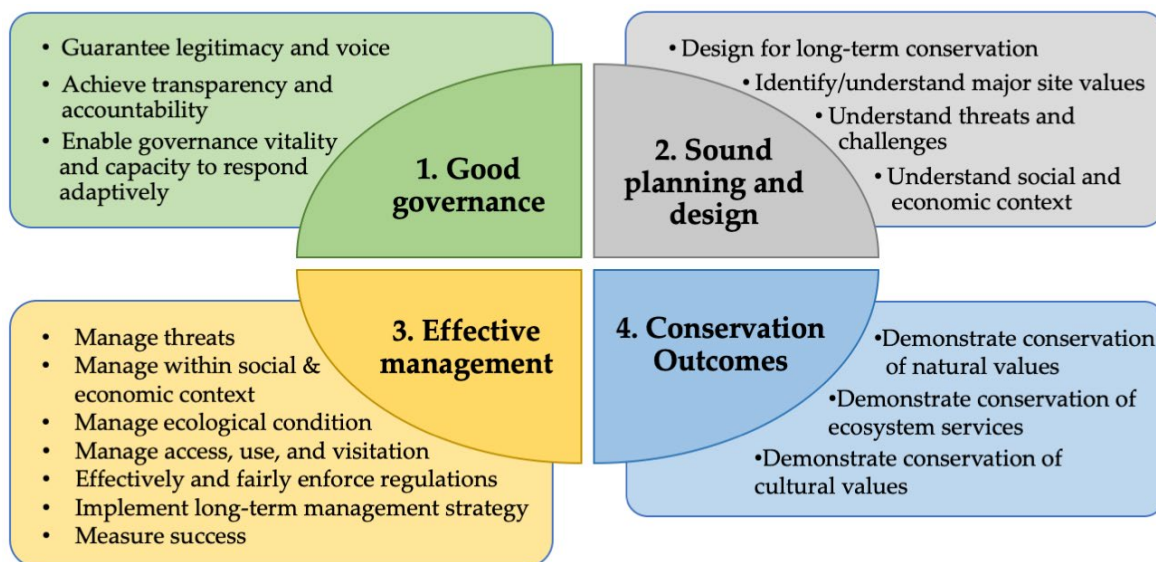 • Guarantee legitimacy and voice
• Achieve transparency and
accountability
• Enable governance vitality
and capacity to respond
adaptively
1. Good
governance
• Design for long-term conservation
• Identify/understand major site values
• Understand threats and
challenges
• Understand social and
economic context
2. Sound
planning and
design
• Manage threats
• Manage within social &
economic context
• Manage ecological condition
• Manage access, use, and visitation
• Effectively and fairly enforce regulations
• Implement long-term management strategy
• Measure success
3. Effective
management
4. Conservation
Outcomes
•Demonstrate conservation
of natural values
•Demonstrate conservation of
ecosystem services
•Demonstrate conservation of
cultural values